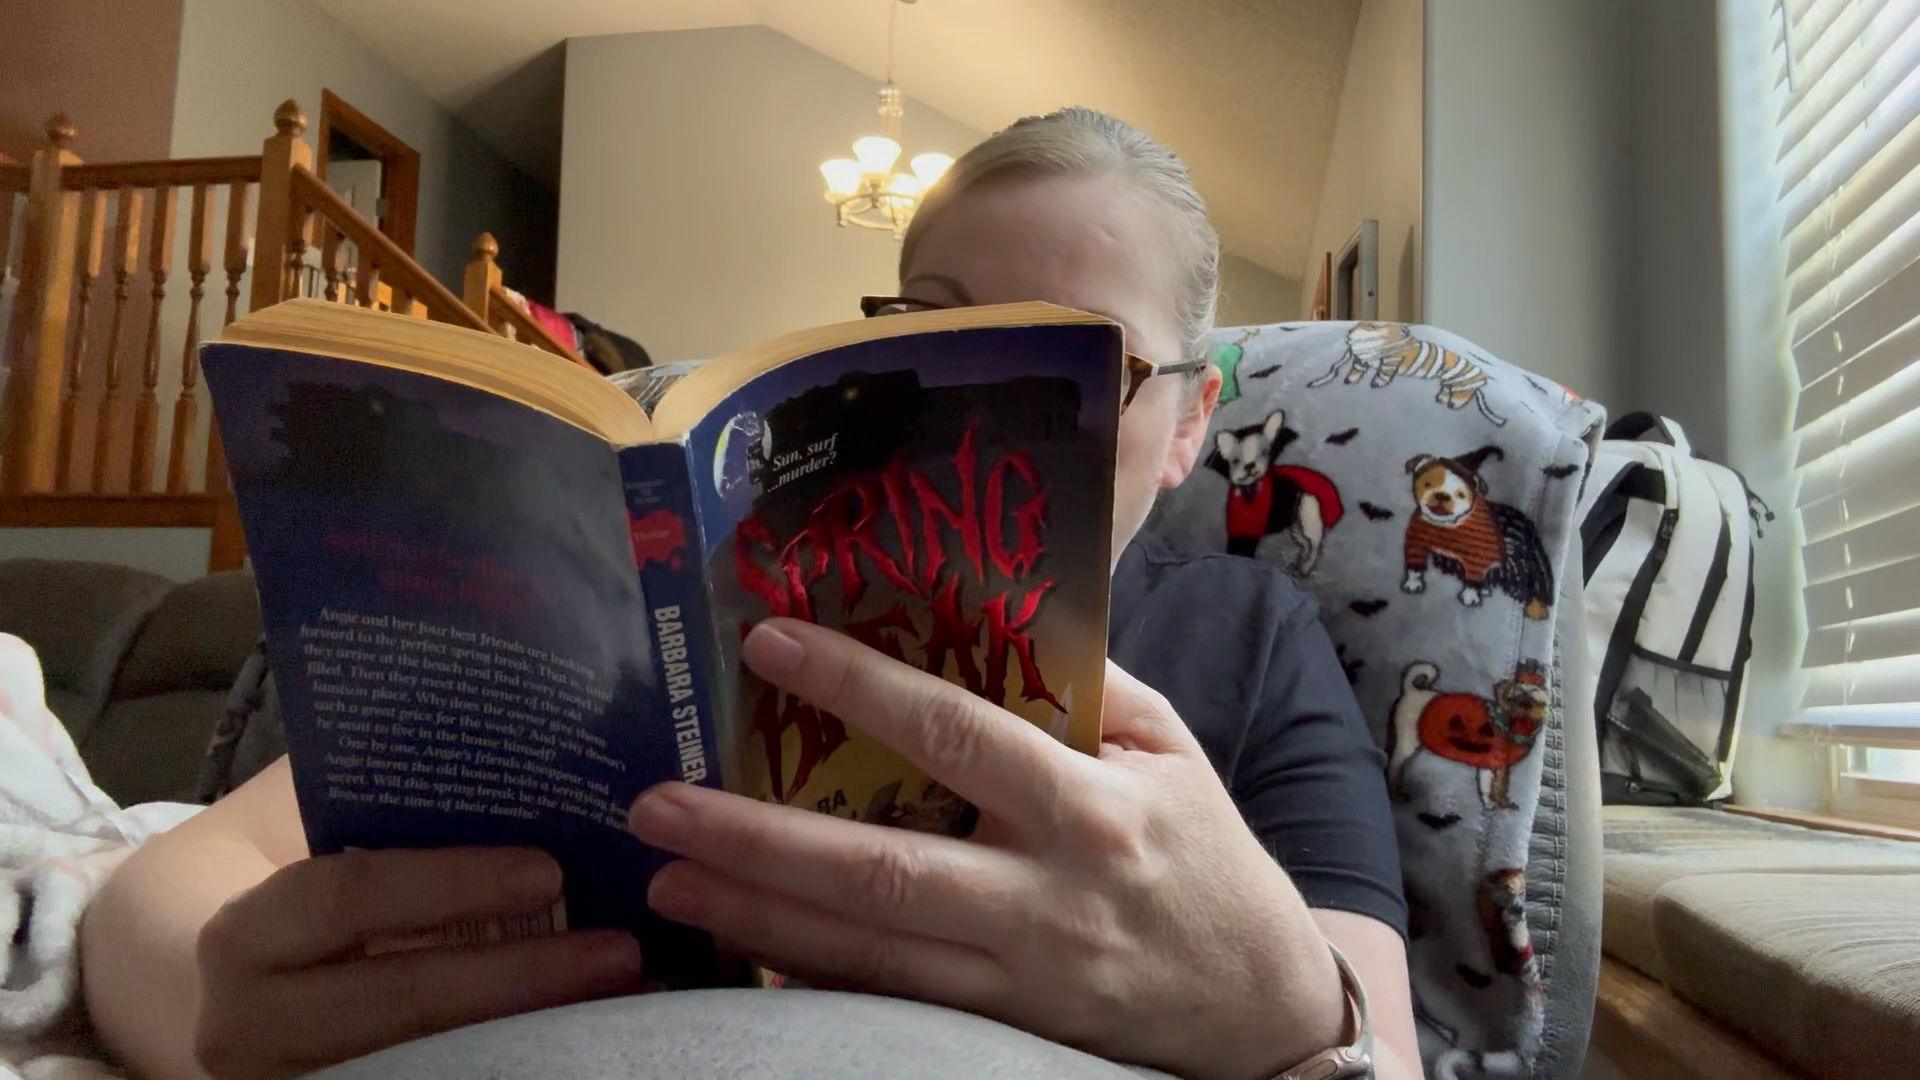 Angie and her four best friends are looking
forward to the perfect spring break. That is, until
they arrive at the beach and find every motel is
filled. Then they meet the owner of the old
Jamison place. Why does the owner give them
such a great price for the week? And why doesn't
he want to live in the house himself?
One by one, Angie's friends disappear, and
Angie learns the old house holds a terrifying
secret. Will this spring break be the time of their
lives or the time of their deaths?
Thriller
BARBARA STEINER
Sun, surf
...murder?
SPRING
BREAK